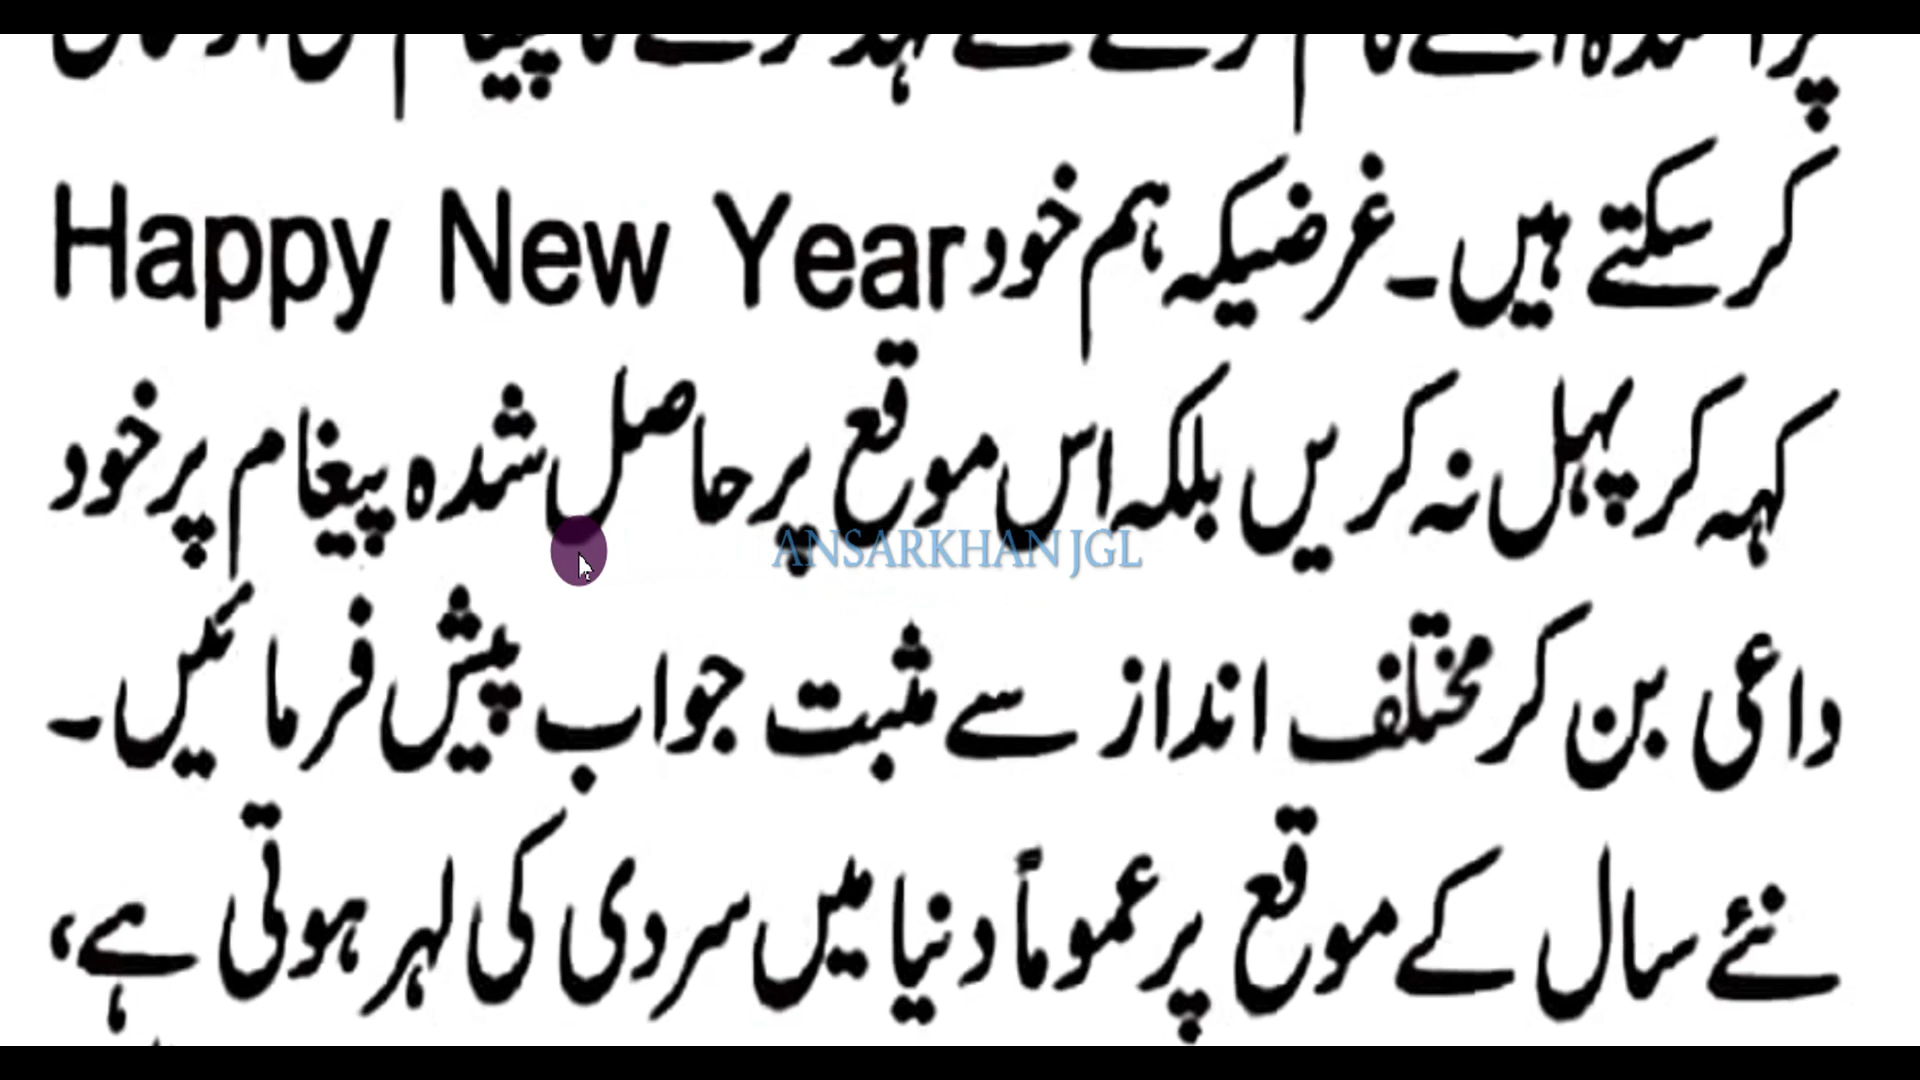 کرسکتے ہیں۔ غرضیکہ ہم خود Happy New Year
کہہ کر پہل نہ کریں بلکہ اس موقع پر حاصل شدہ پیغام پر خود
ANSARKHAN JGL
داعی بن کر مختلف انداز سے مثبت جواب پیش فرمائیں۔
نئے سال کے موقع پر عموماً دنیا میں سردی کی لہر ہوتی ہے،